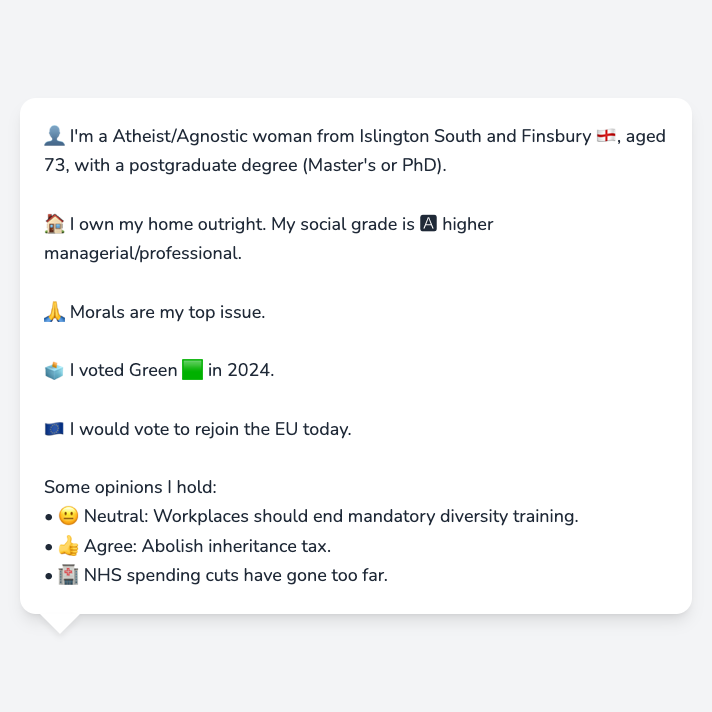 👤 I'm a Atheist/Agnostic woman from Islington South and Finsbury 🏴󠁧󠁢󠁥󠁮󠁧󠁿, aged
73, with a postgraduate degree (Master's or PhD).
🏠 I own my home outright. My social grade is 🅰 higher
managerial/professional.
🙏 Morals are my top issue.
🗳️ I voted Green 🟩 in 2024.
🇪🇺 I would vote to rejoin the EU today.
Some opinions I hold:
• 😐 Neutral: Workplaces should end mandatory diversity training.
• 👍 Agree: Abolish inheritance tax.
• 🏥 NHS spending cuts have gone too far.